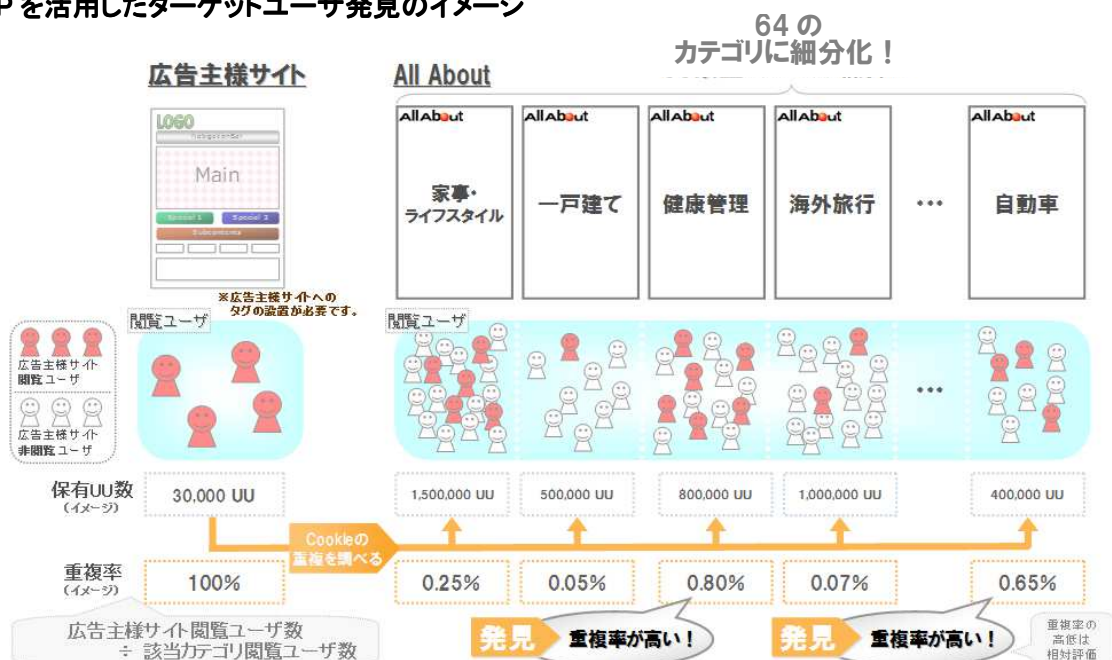 Pを活用したターゲットユーザ発見のイメージ
64の
カテゴリに細分化！
広告主様サイト
All About
LOGO
Main
Special 1
Special 2
Subcontents
AllAbout
家事・
ライフスタイル
AllAbout
一戸建て
AllAbout
健康管理
AllAbout
海外旅行
…
AllAbout
自動車
※広告主様サイトへの
タグの設置が必要です。
閲覧ユーザ
閲覧ユーザ
広告主様サイト
閲覧ユーザ
広告主様サイト
非閲覧ユーザ
…
保有UU数
(イメージ)
30,000 UU
1,500,000 UU
500,000 UU
800,000 UU
1,000,000 UU
400,000 UU
Cookieの
重複を調べる
重複率
(イメージ)
100%
0.25%
0.05%
0.80%
0.07%
0.65%
広告主様サイト閲覧ユーザ数
÷ 該当カテゴリ閲覧ユーザ数
発見
重複率が高い！
発見
重複率が高い！
重複率の
高低は
相対評価